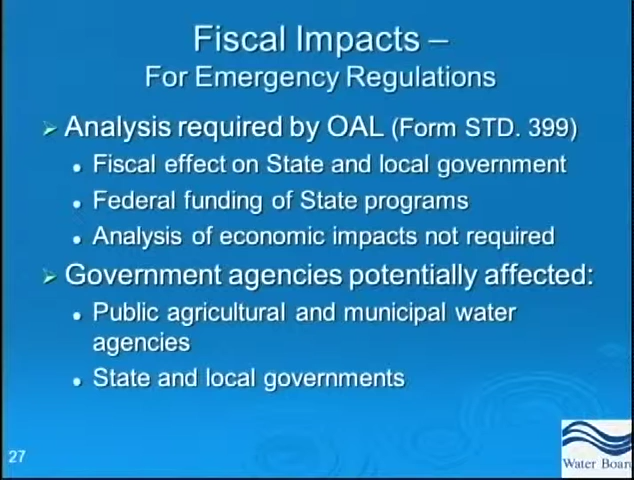 Fiscal Impacts –
For Emergency Regulations
Analysis required by OAL (Form STD. 399)
Fiscal effect on State and local government
Federal funding of State programs
Analysis of economic impacts not required
Government agencies potentially affected:
Public agricultural and municipal water
agencies
State and local governments
27
Water Boar